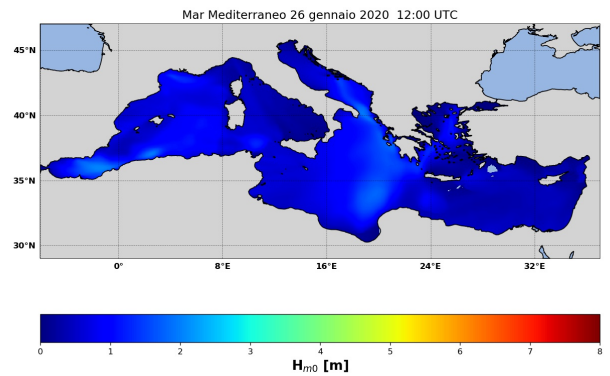 Mar Mediterraneo 26 gennaio 2020  12:00 UTC
45°N
40°N
35°N
30°N
0° 8°E 16°E 24°E 32°E
0 1 2 3 4 5 6 7 8
Hm0 [m]